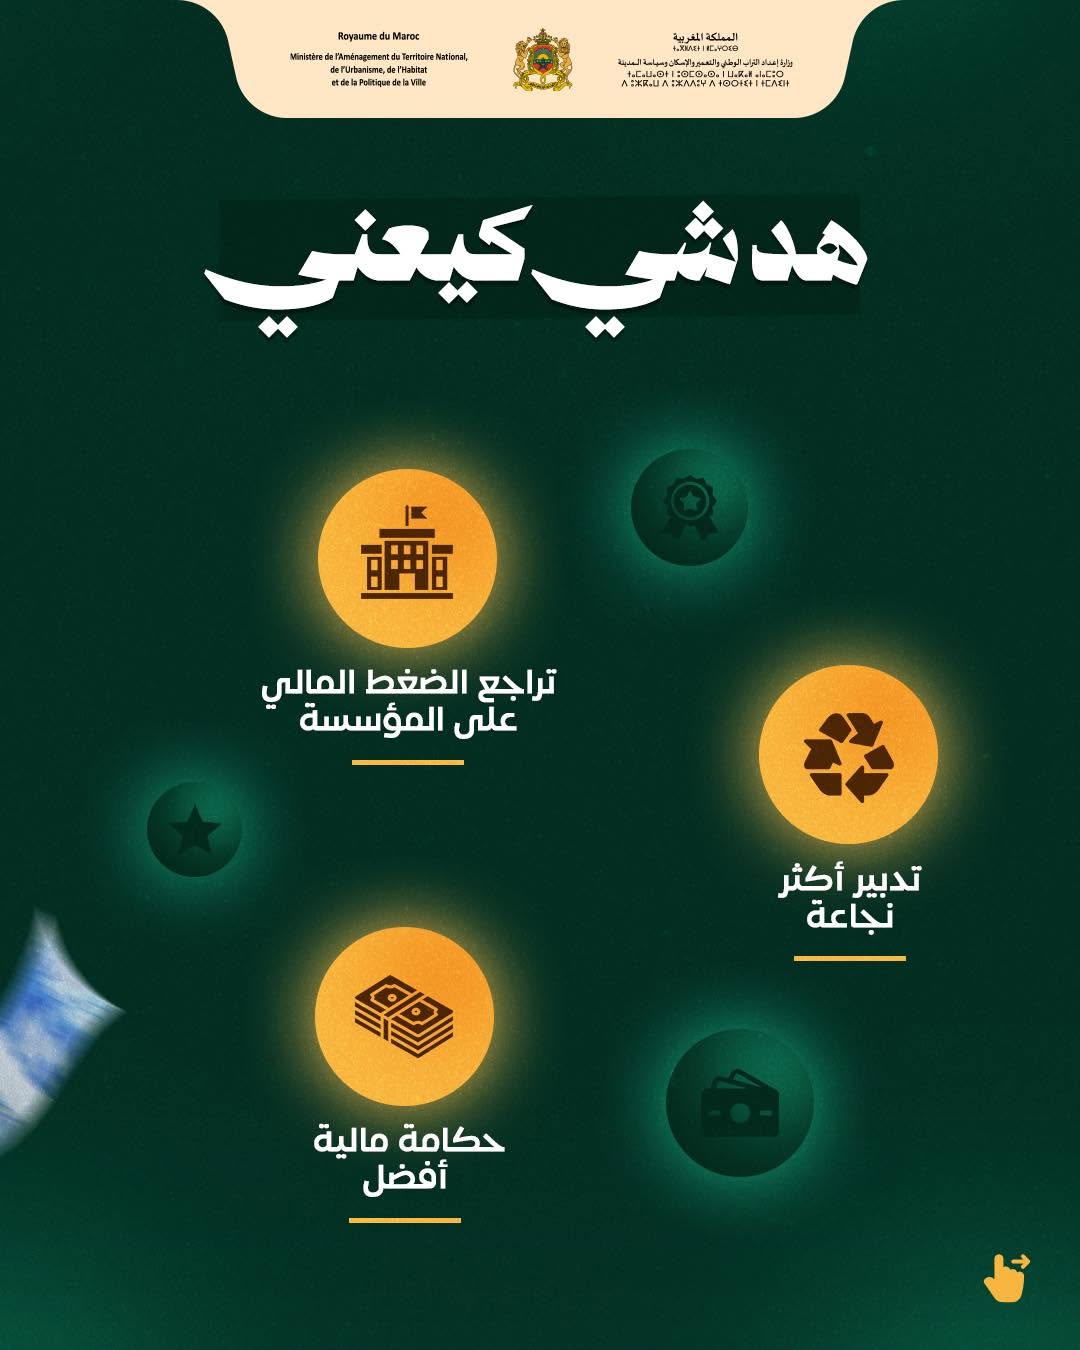 Royaume du Maroc
Ministère de l'Aménagement du Territoire National,
de l'Urbanisme, de l'Habitat
et de la Politique de la Ville
المملكة المغربية
ⵜⴰⴳⵍⴷⵉⵜ ⵏ ⵍⵎⵖⵔⵉⴱ
وزارة إعداد التراب الوطني والتعمير والإسكان وسياسة المدينة
هدشي كيعني
تراجع الضغط المالي
على المؤسسة
تدبير أكثر
نجاعة
حكامة مالية
أفضل